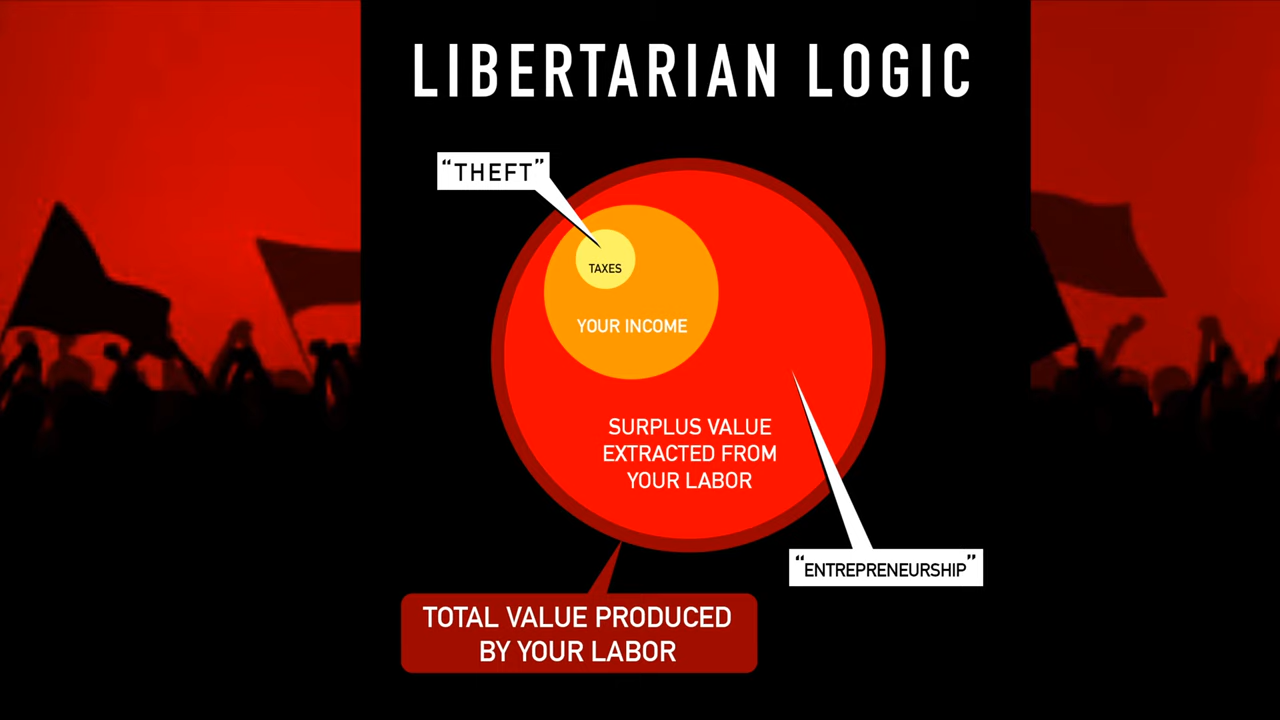 LIBERTARIAN LOGIC
“THEFT”
TAXES
YOUR INCOME
SURPLUS VALUE
EXTRACTED FROM
YOUR LABOR
“ENTREPRENEURSHIP”
TOTAL VALUE PRODUCED
BY YOUR LABOR